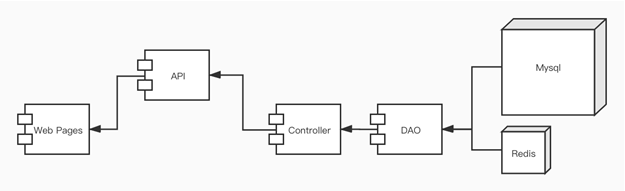 Web Pages
API
Controller
DAO
Mysql
Redis